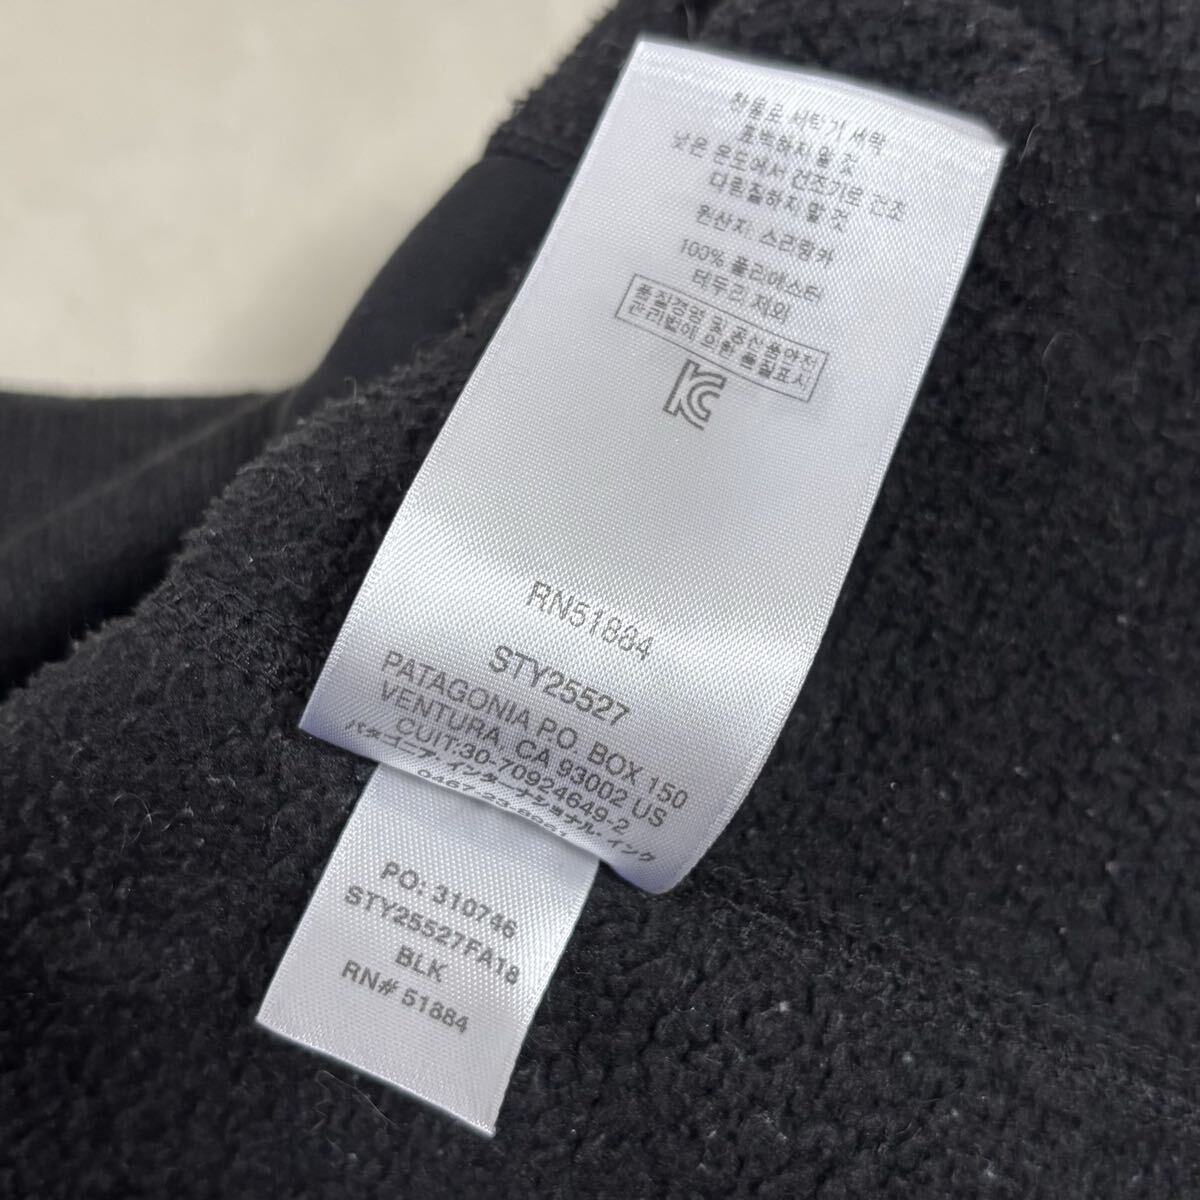 찬물로 세탁기 세탁
표백하지 말 것
낮은 온도에서 건조기로 건조
다르질하지 말 것
원산지: 스리랑카
100% 폴리에스터
테두리 제외
품질경영 및 공산품안전
관리법에 의한 품질표시
RN51884
STY25527
PATAGONIA P.O. BOX 150
VENTURA, CA 93002 US
CUIT:30-70924649-2
パタゴニア・インターナショナル・インク
0467-23-8961
PO: 310746
STY25527FA18
BLK
RN# 51884